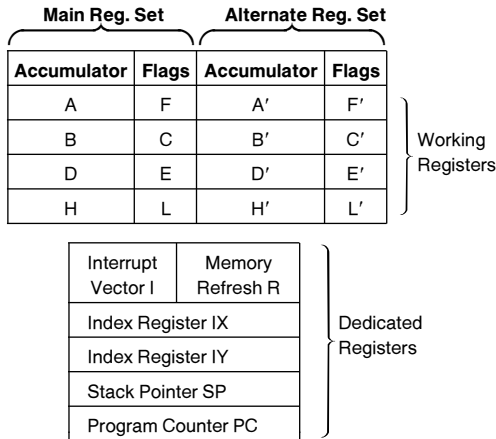 Main Reg. Set Alternate Reg. Set
Accumulator Flags Accumulator Flags
A F A′ F′
B C B′ C′
D E D′ E′
H L H′ L′
Working
Registers
Interrupt
Vector I
Memory
Refresh R
Index Register IX
Index Register IY
Stack Pointer SP
Program Counter PC
Dedicated
Registers